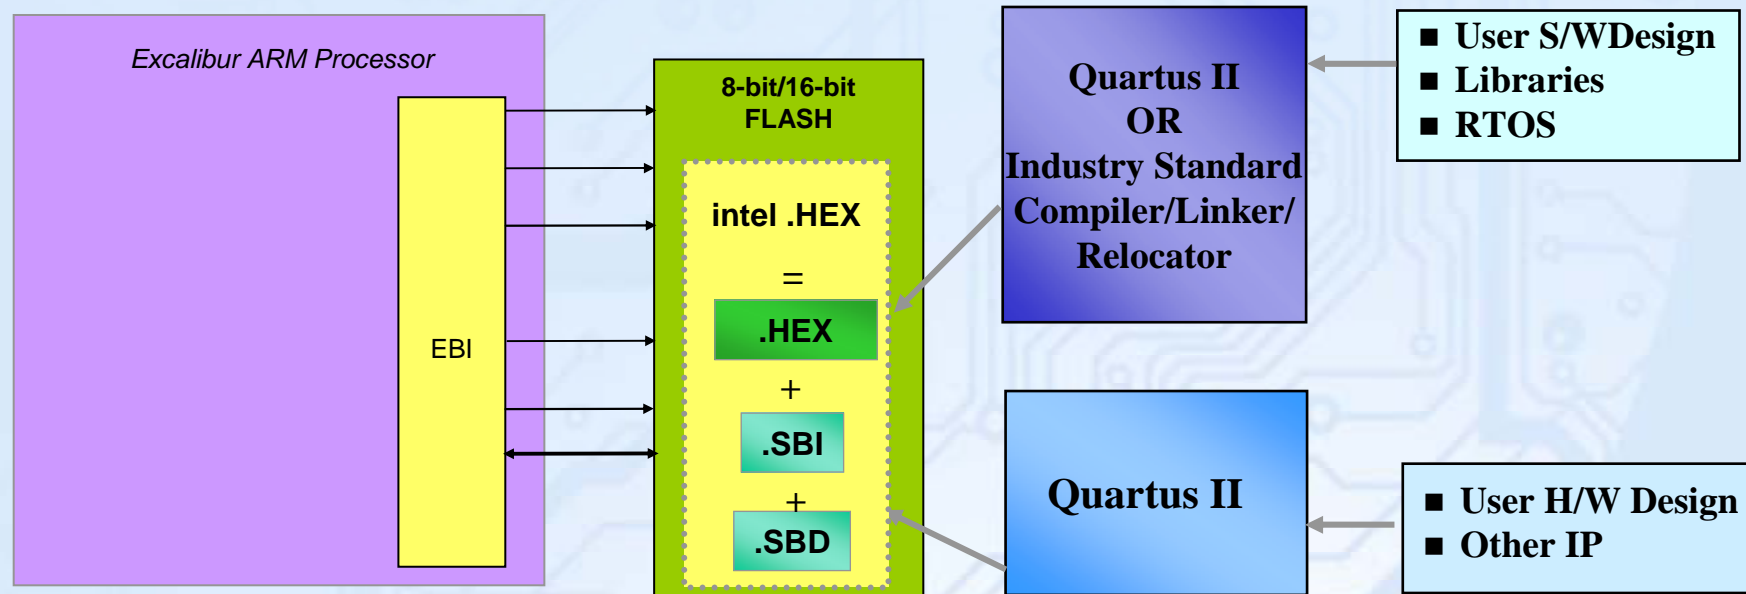 Excalibur ARM Processor
EBI
8-bit/16-bit
FLASH
intel .HEX
=
.HEX
+
.SBI
+
.SBD
Quartus II
OR
Industry Standard
Compiler/Linker/
Relocator
■ User S/WDesign
■ Libraries
■ RTOS
Quartus II
■ User H/W Design
■ Other IP